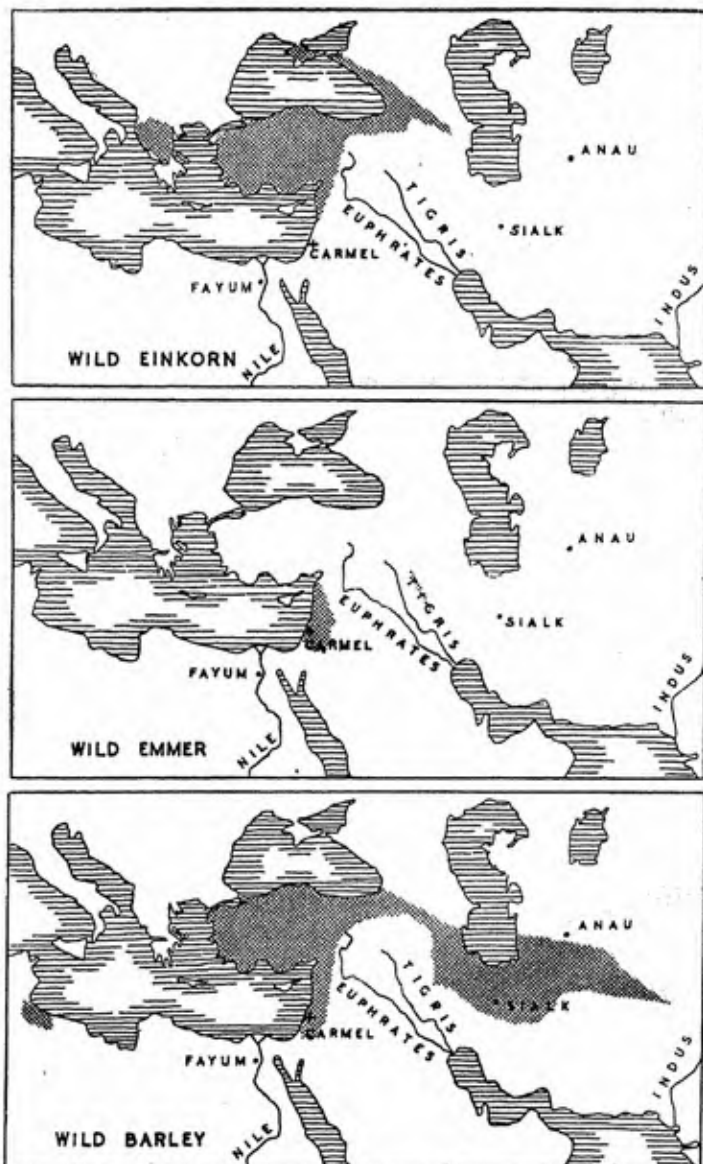 ANAU
TIGRIS
EUPHRATES
SIALK
CARMEL
FAYUM
INDUS
NILE
WILD EINKORN
ANAU
TIGRIS
EUPHRATES
SIALK
CARMEL
FAYUM
INDUS
NILE
WILD EMMER
ANAU
TIGRIS
EUPHRATES
SIALK
CARMEL
FAYUM
INDUS
NILE
WILD BARLEY